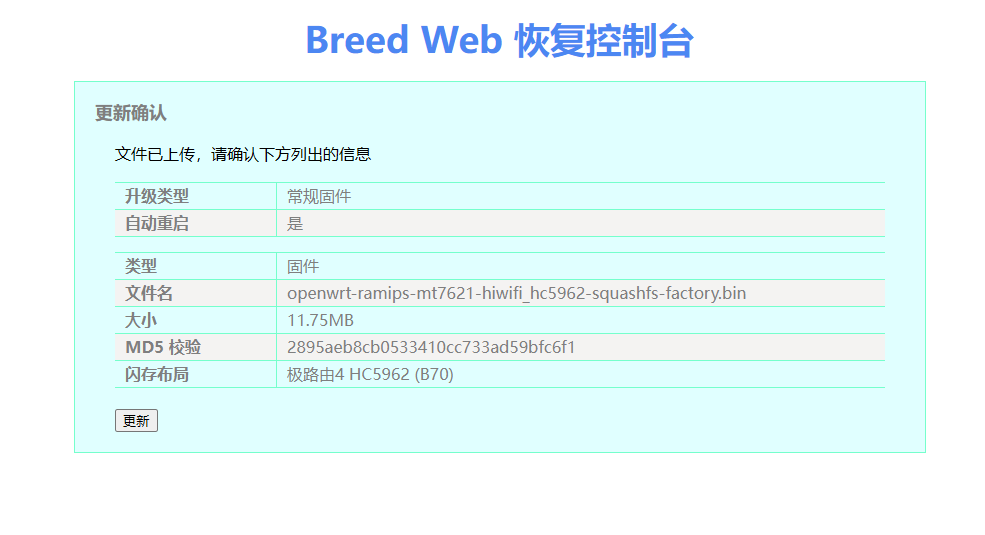 Breed Web 恢复控制台
更新确认
文件已上传，请确认下方列出的信息
升级类型 常规固件
自动重启 是
类型 固件
文件名 openwrt-ramips-mt7621-hiwifi_hc5962-squashfs-factory.bin
大小 11.75MB
MD5 校验 2895aeb8cb0533410cc733ad59bfc6f1
闪存布局 极路由4 HC5962 (B70)
更新